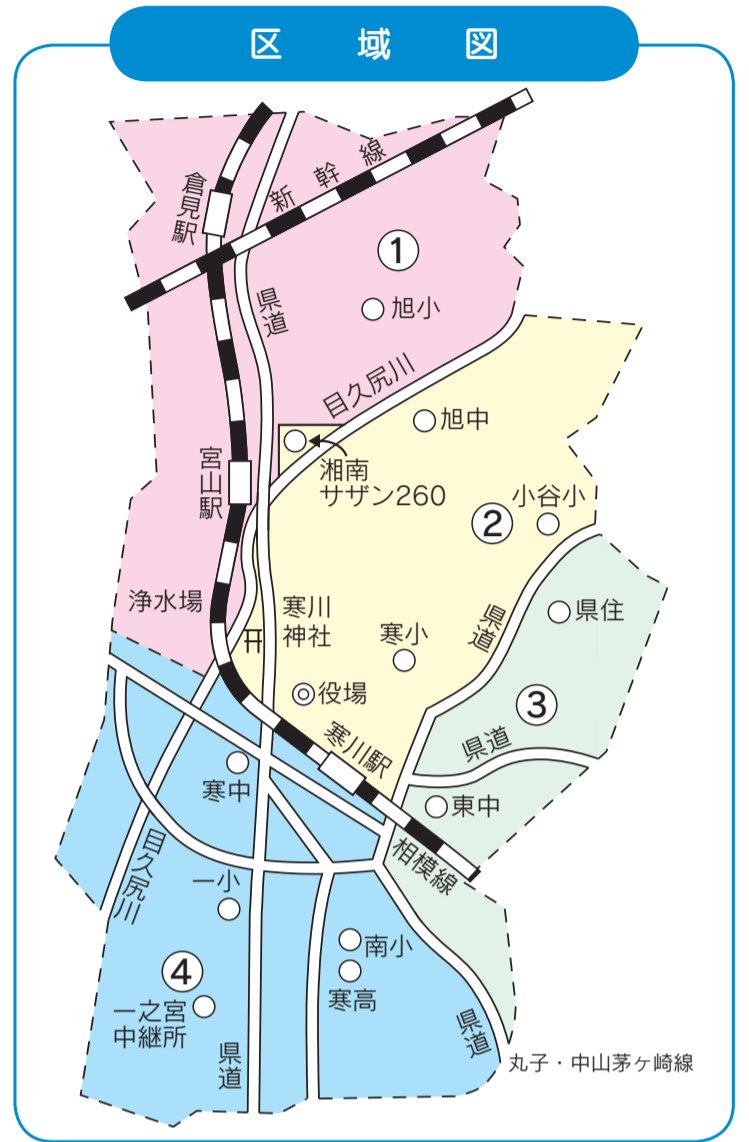 区域図
新幹線
倉見駅
①
県道
旭小
目久尻川
旭中
湘南
サザン260
宮山駅
小谷小
②
浄水場
寒川
神社
寒小
県道
県住
役場
③
寒川駅
県道
寒中
東中
相模線
目久尻川
一小
南小
④
寒高
一之宮
中継所
県道
県道
丸子・中山茅ヶ崎線